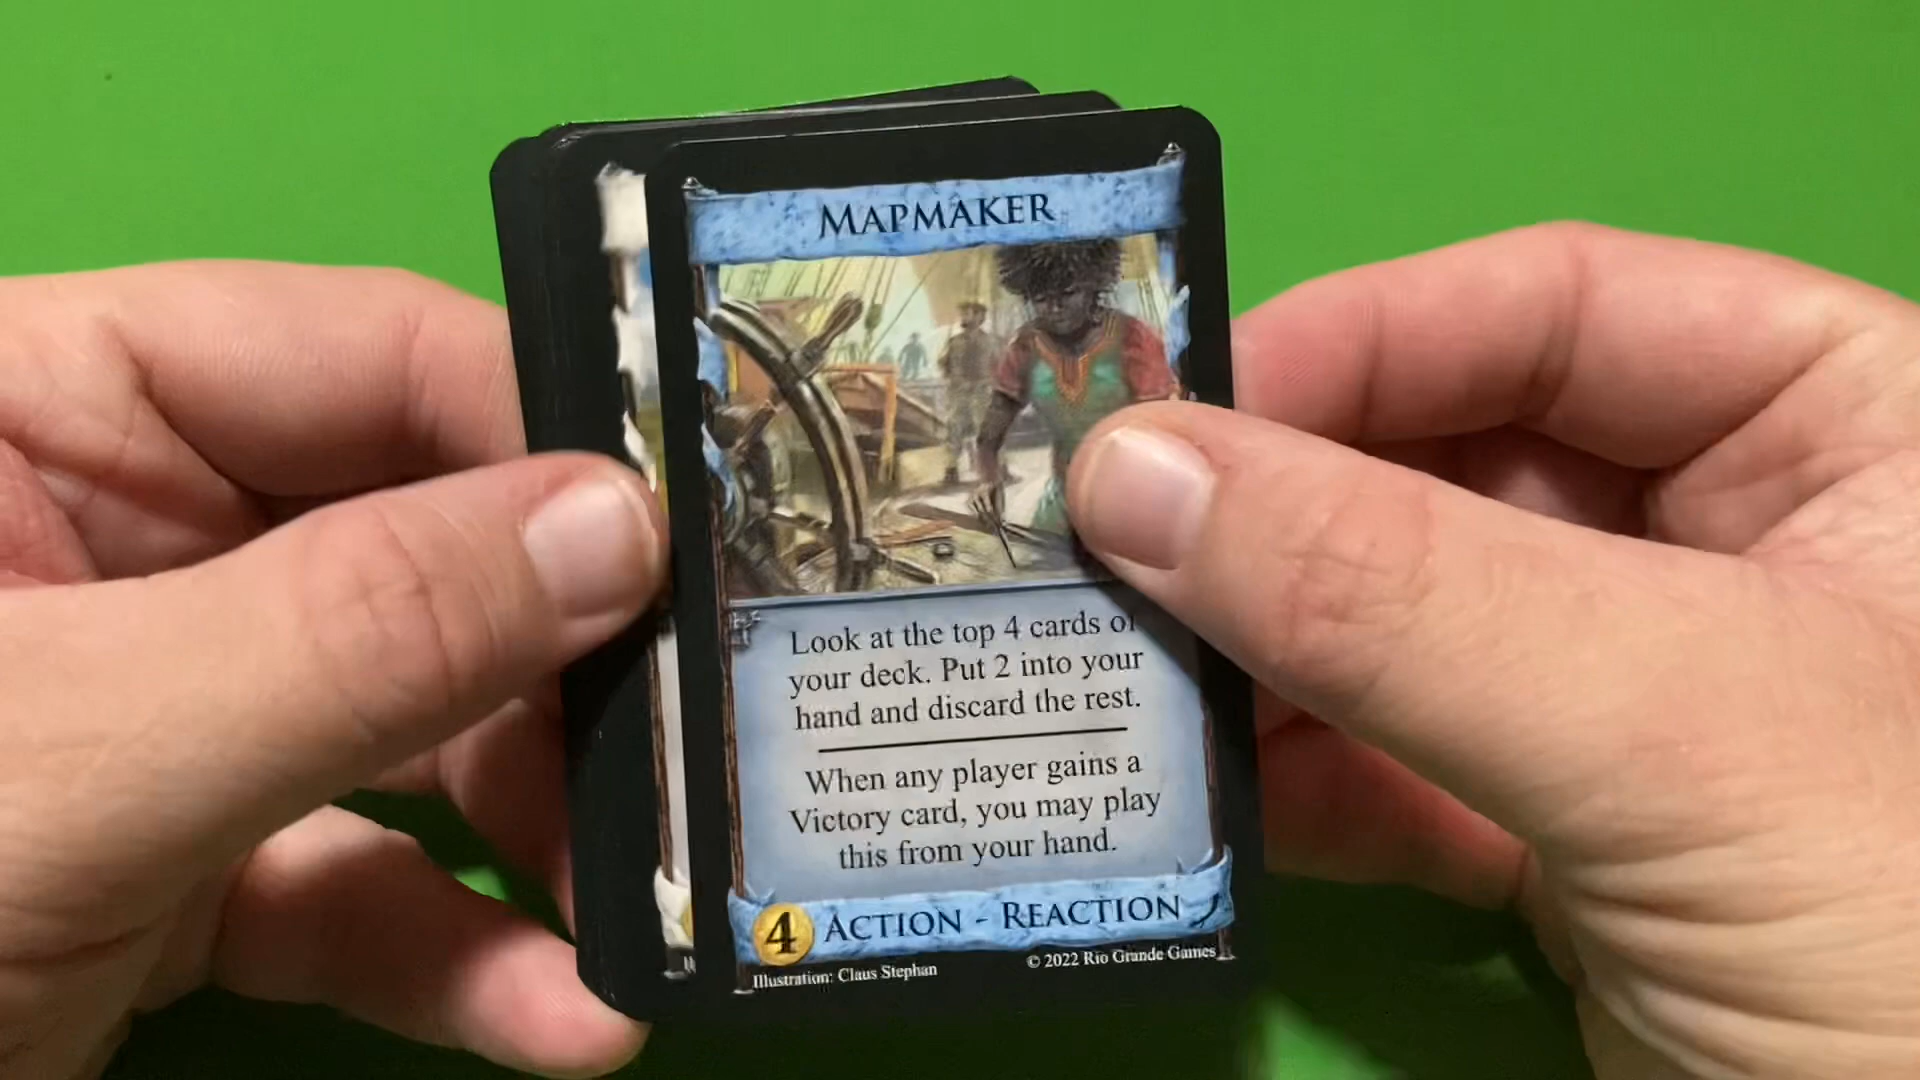 MAPMAKER
Look at the top 4 cards of
your deck. Put 2 into your
hand and discard the rest.
When any player gains a
Victory card, you may play
this from your hand.
4 ACTION - REACTION
Illustration: Claus Stephan © 2022 Rio Grande Games